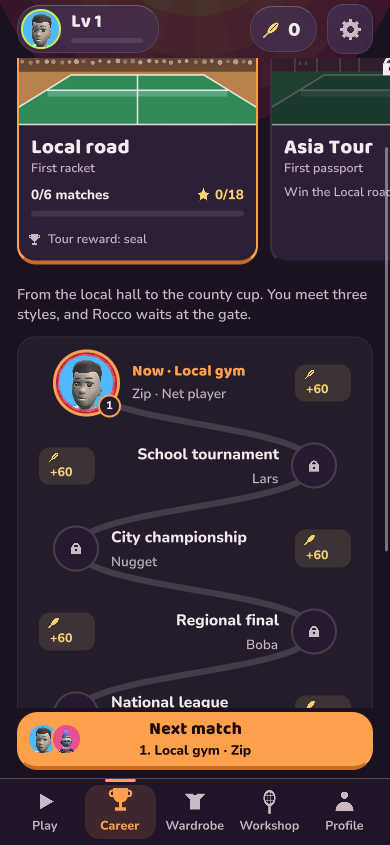 Lv 1
0
Local road
First racket
0/6 matches
0/18
Tour reward: seal
Asia Tour
First passport
Win the Local road
From the local hall to the county cup. You meet three
styles, and Rocco waits at the gate.
Now · Local gym
Zip · Net player
+60
1
School tournament
Lars
+60
City championship
Nugget
+60
Regional final
Boba
+60
National league
Next match
1. Local gym · Zip
Play
Career
Wardrobe
Workshop
Profile